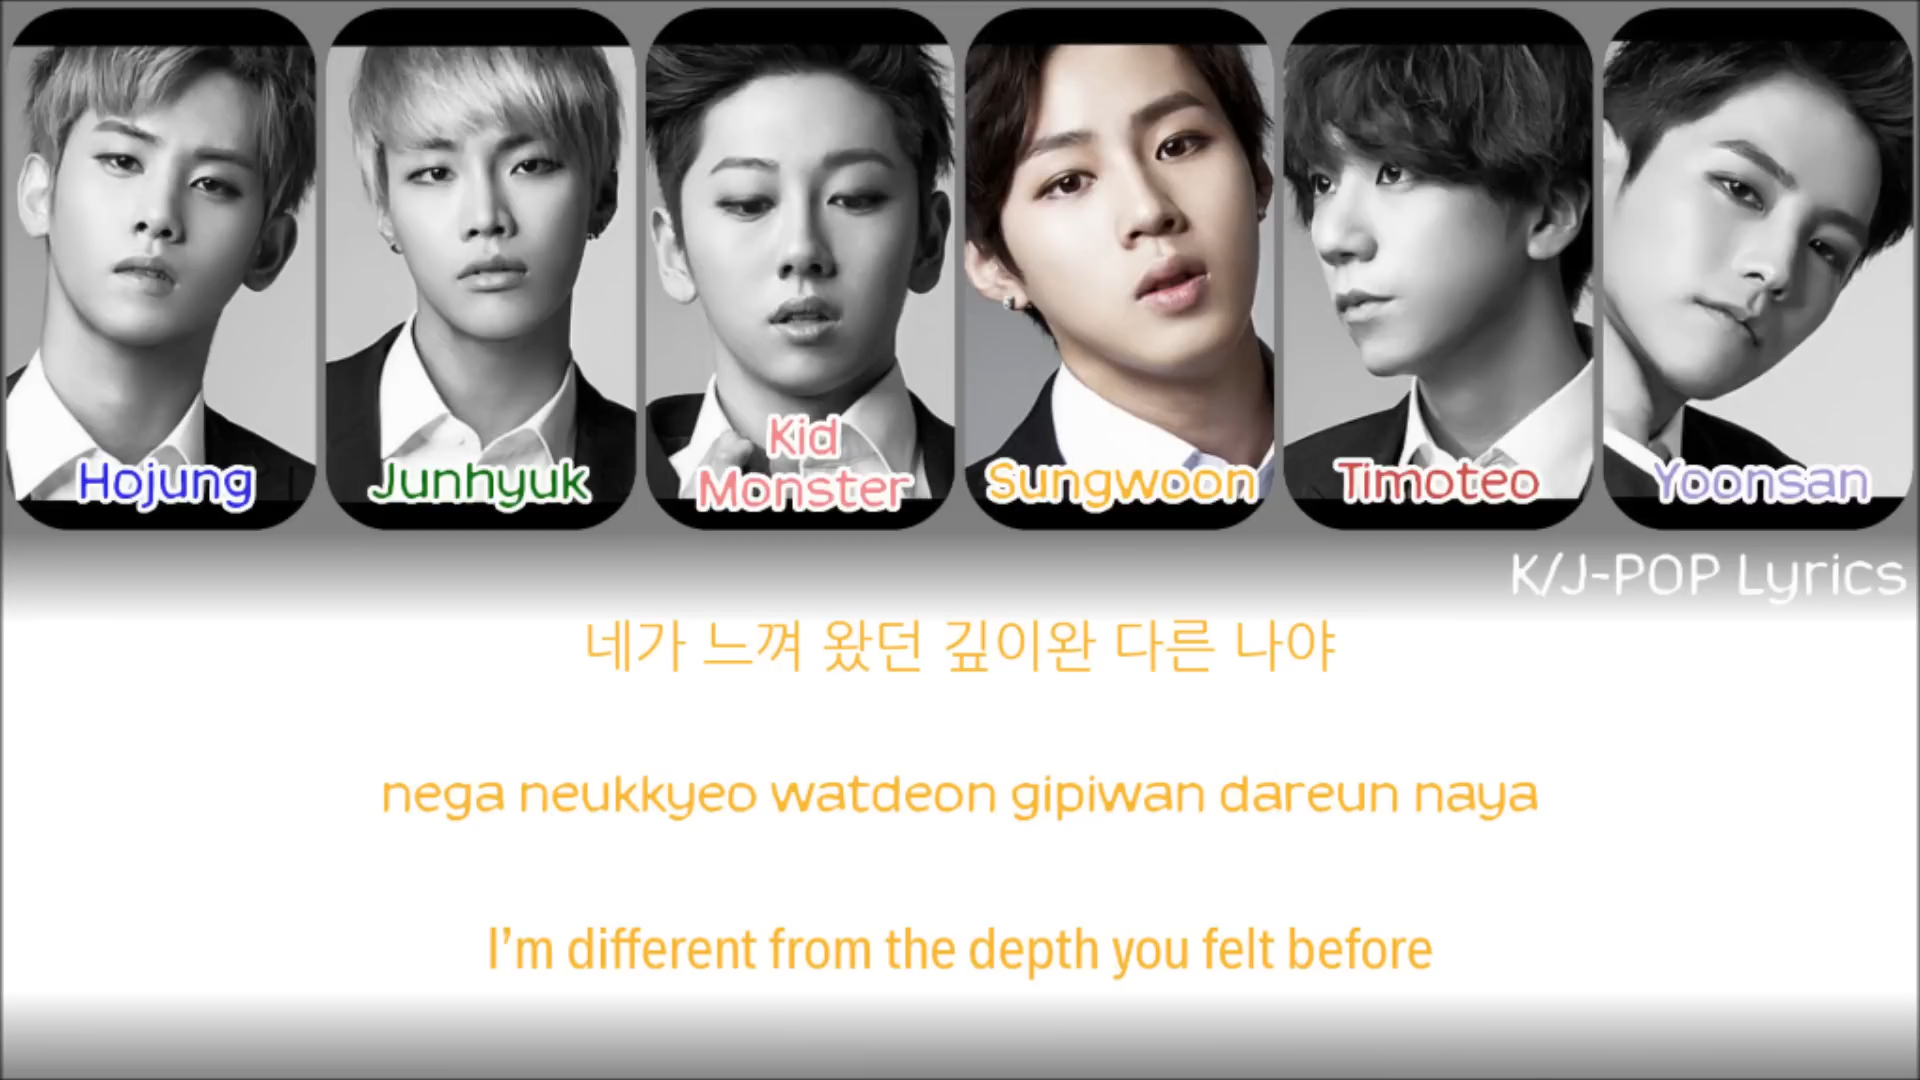 Hojung
Junhyuk
Kid
Monster
Sungwoon
Timoteo
Yoonsan
K/J-POP Lyrics
네가 느껴 왔던 깊이완 다른 나야
nega neukkyeo watdeon gipiwan dareun naya
I'm different from the depth you felt before